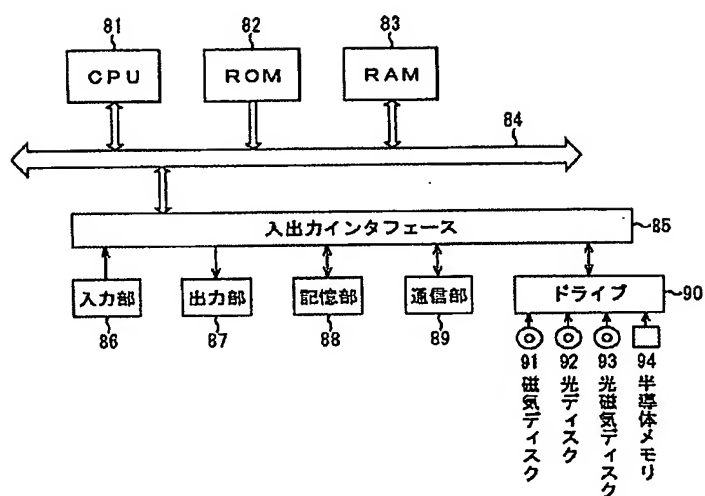 81
82
83
CPU
ROM
RAM
84
入出力インタフェース
85
入力部
出力部
記憶部
通信部
ドライブ
90
86
87
88
89
91
磁気ディスク
92
光ディスク
93
光磁気ディスク
94
半導体メモリ